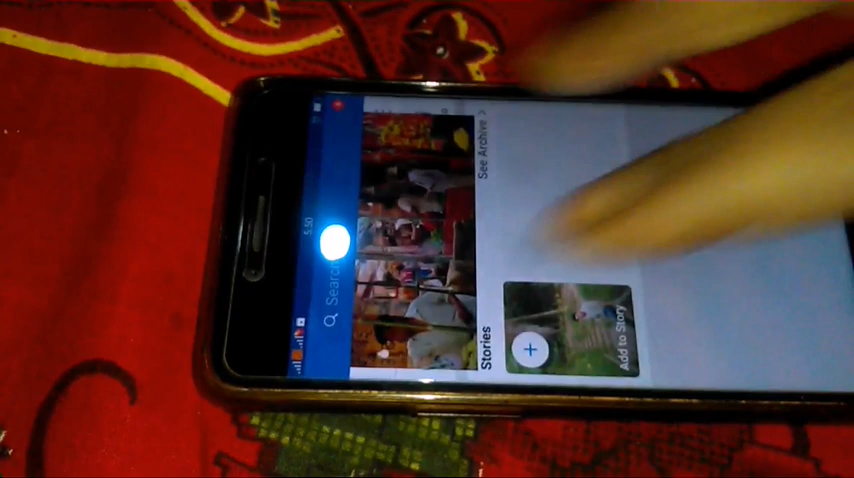 5:50
Search
See Archive >
Stories
Add to Story